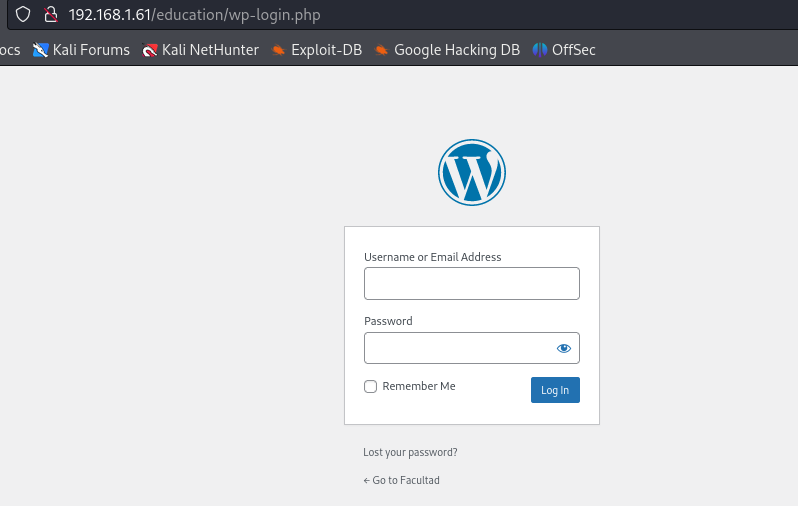 192.168.1.61/education/wp-login.php
ocs Kali Forums Kali NetHunter Exploit-DB Google Hacking DB OffSec
Username or Email Address
Password
Remember Me Log In
Lost your password?
← Go to Facultad